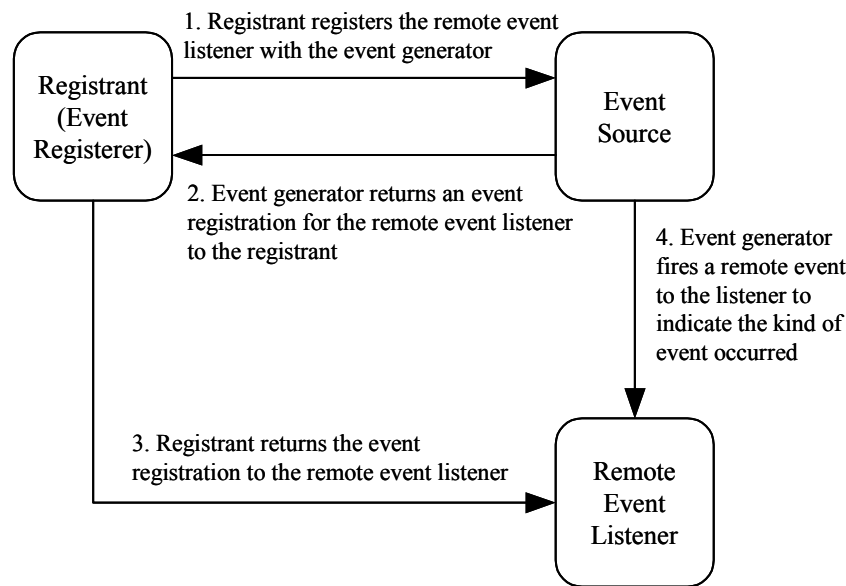 1. Registrant registers the remote event
listener with the event generator
Registrant
(Event
Registerer)
Event
Source
2. Event generator returns an event
registration for the remote event listener
to the registrant
4. Event generator
fires a remote event
to the listener to
indicate the kind of
event occurred
3. Registrant returns the event
registration to the remote event listener
Remote
Event
Listener